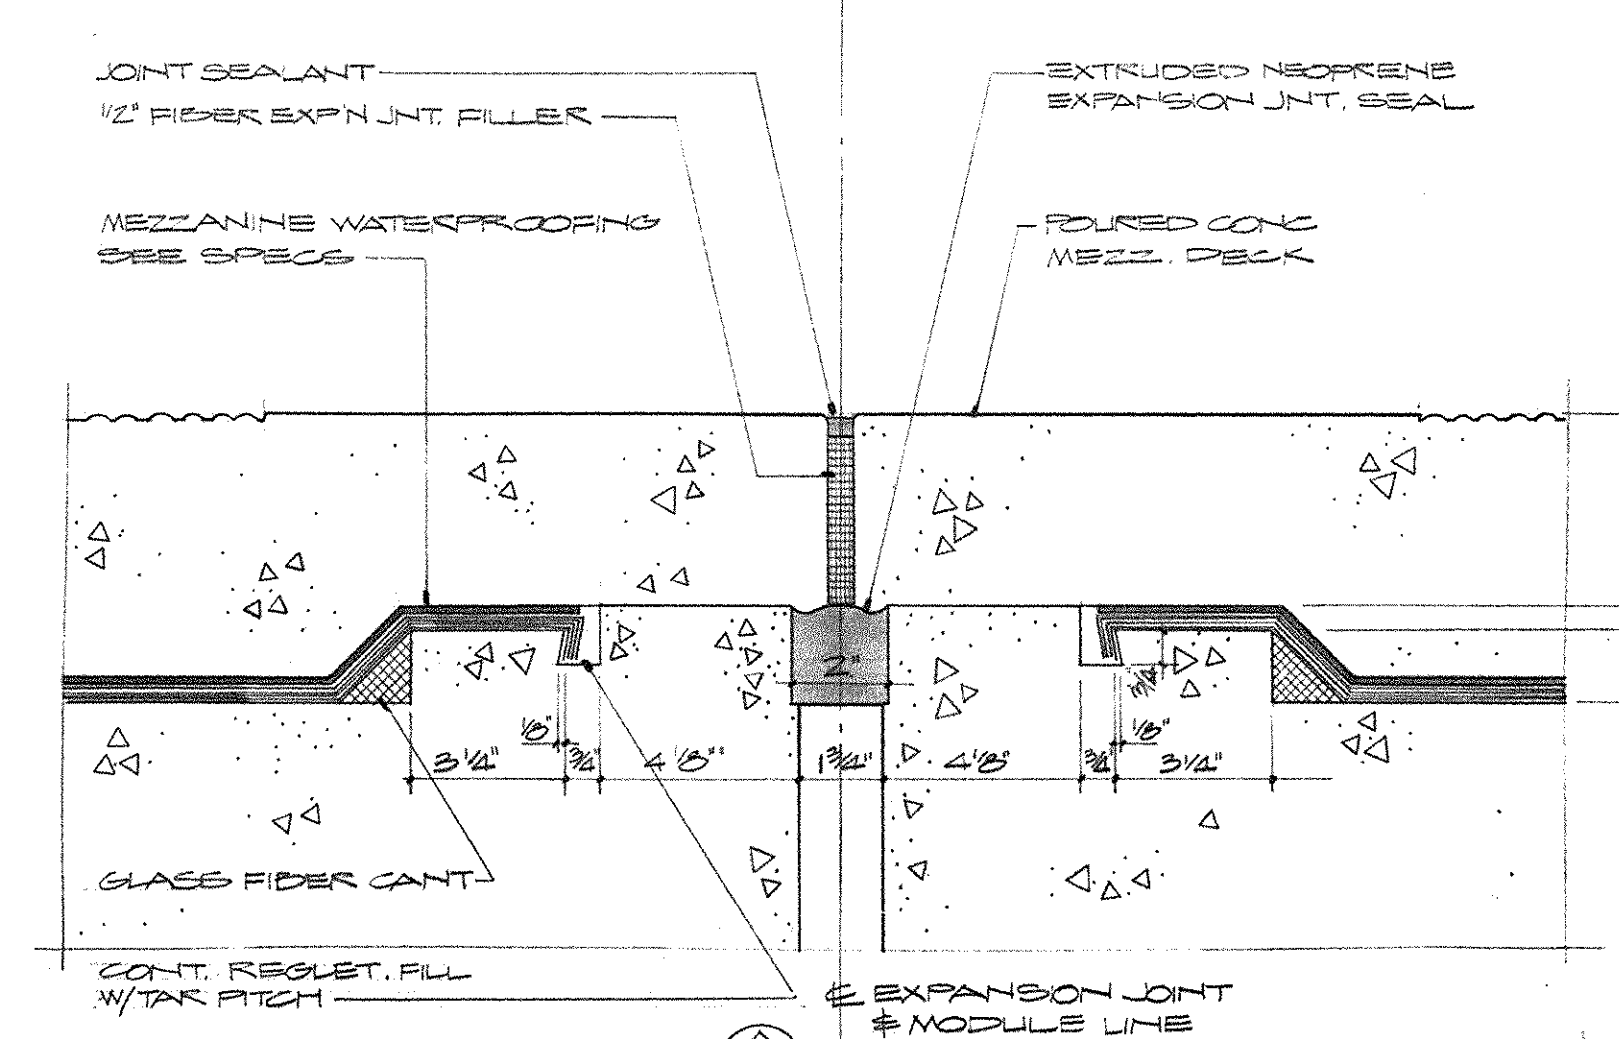 JOINT SEALANT
1/2" FIBER EXP'N JNT. FILLER
EXTRUDED NEOPRENE
EXPANSION JNT. SEAL
MEZZANINE WATERPROOFING
SEE SPECS
POURED CONC
MEZZ. DECK
2"
3/4"
1/8"
1/8"
3 1/4"
3/4"
4 1/8"
1 3/4"
4 1/8"
3/4"
3 1/4"
GLASS FIBER CANT
CONT. REGLET. FILL
W/TAR PITCH
℄ EXPANSION JOINT
& MODULE LINE